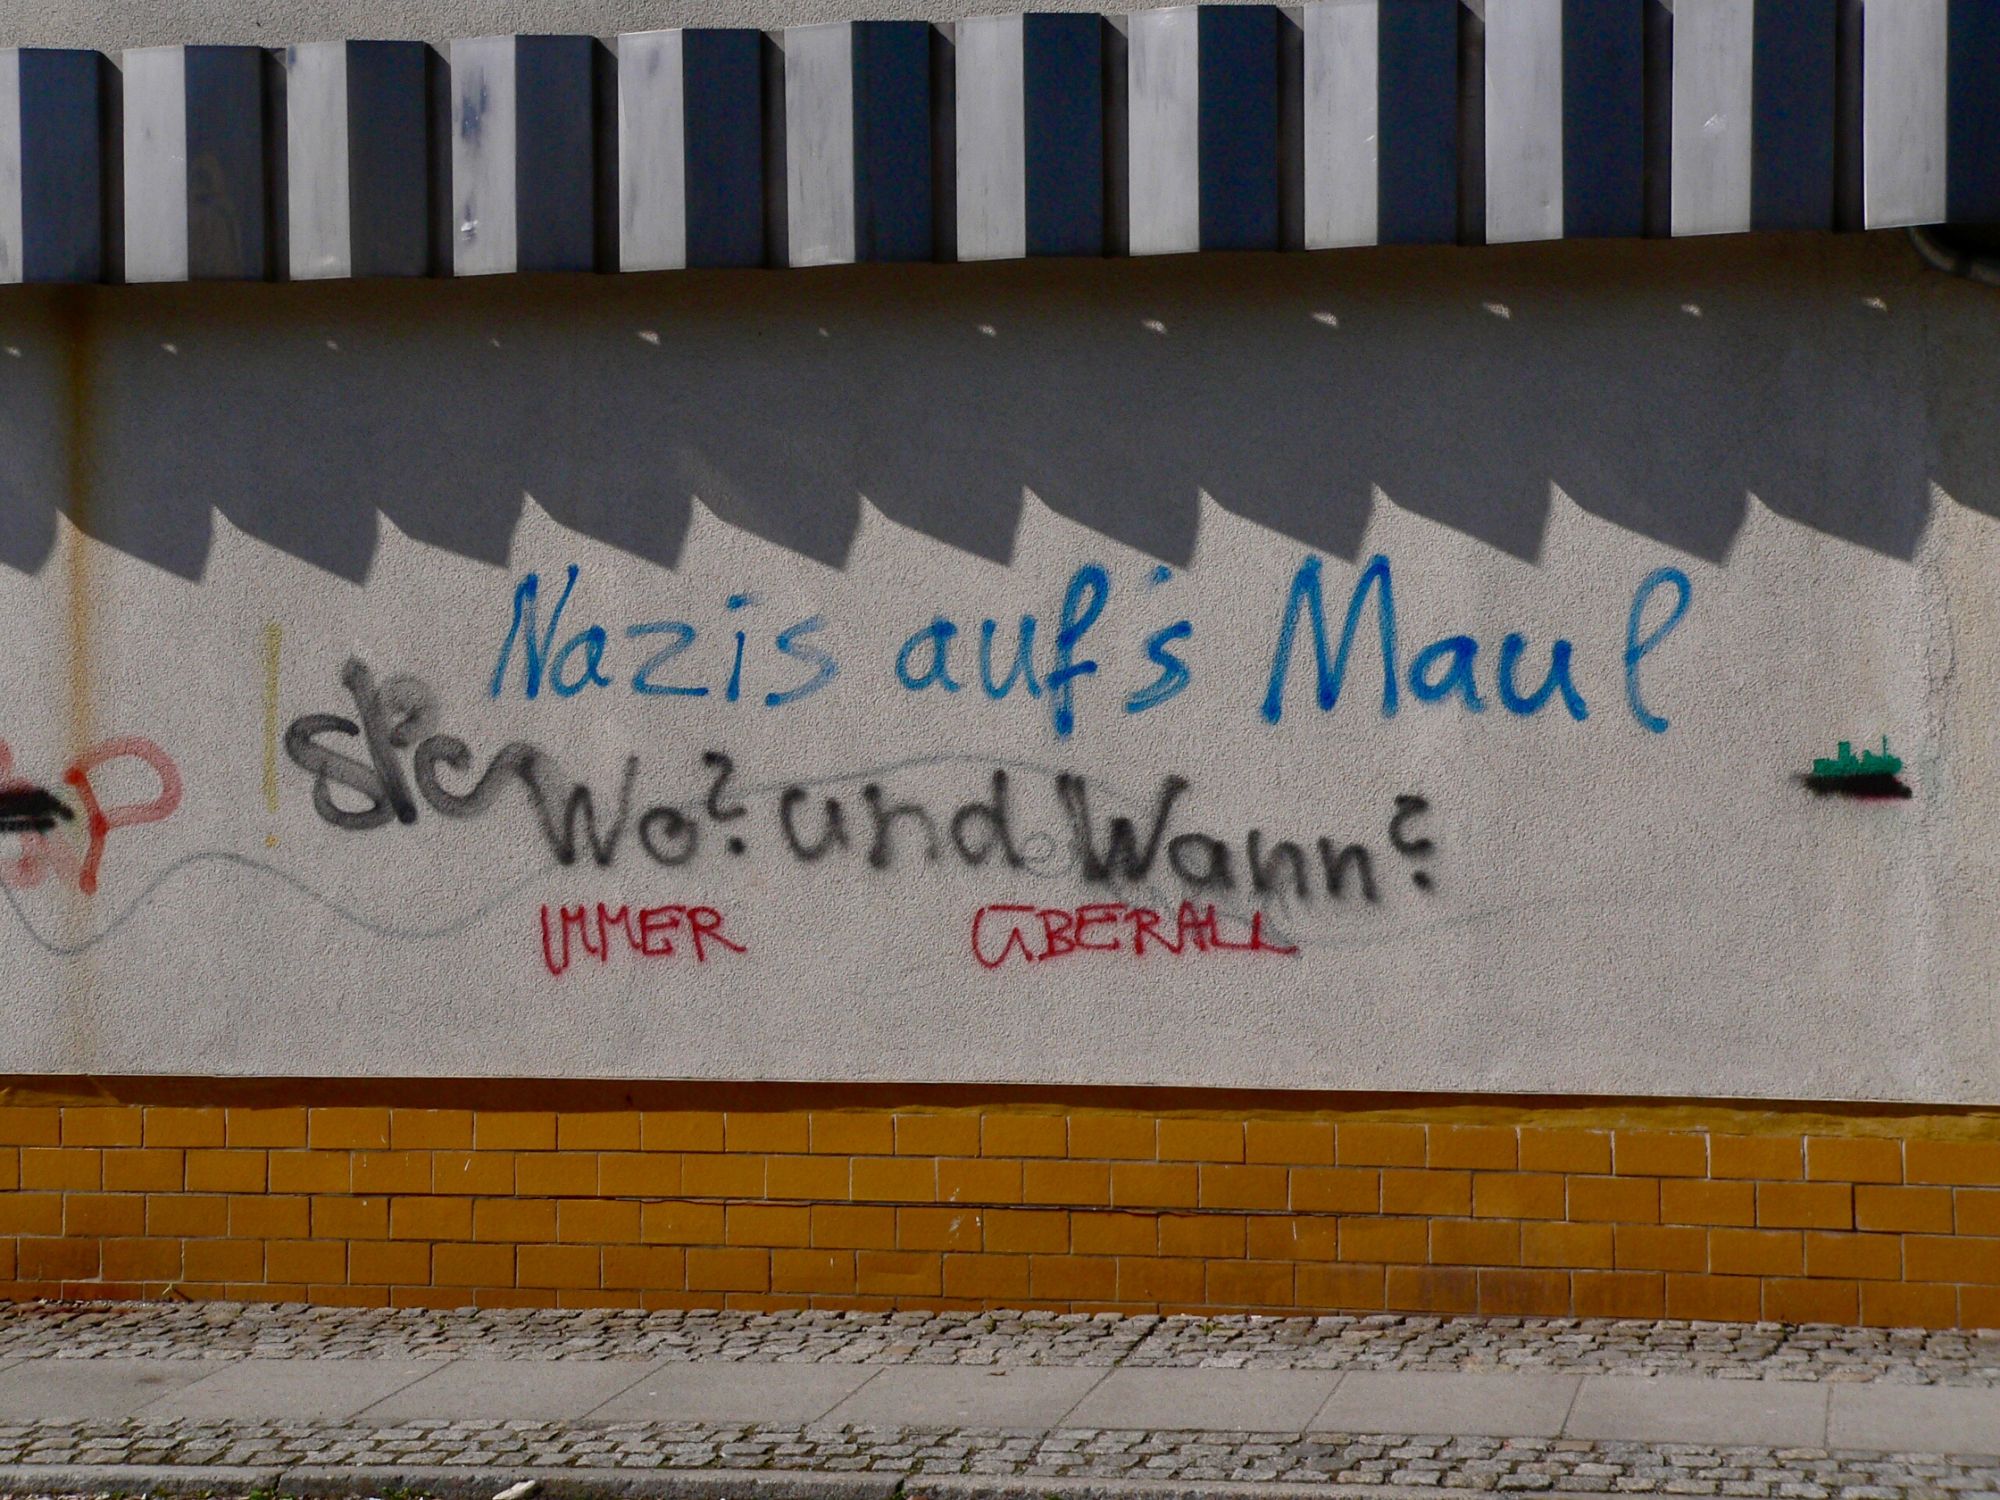 Nazis auf's Maul
Wo? und Wann?
IMMER ÜBERALL